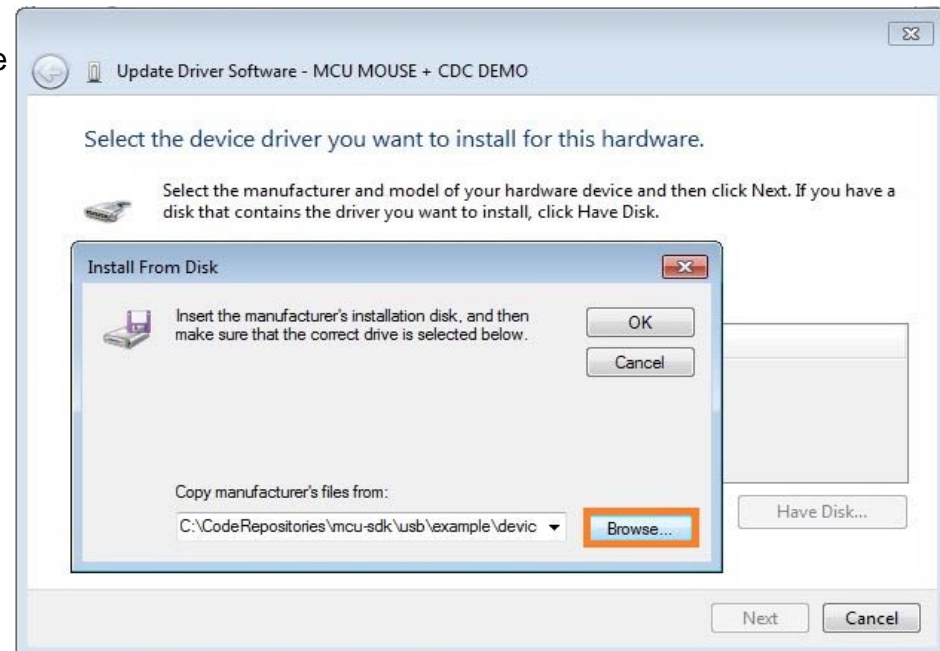 e
Update Driver Software - MCU MOUSE + CDC DEMO
Select the device driver you want to install for this hardware.
Select the manufacturer and model of your hardware device and then click Next. If you have a
disk that contains the driver you want to install, click Have Disk.
Install From Disk
Insert the manufacturer's installation disk, and then
make sure that the correct drive is selected below.
OK
Cancel
Copy manufacturer's files from:
C:\CodeRepositories\mcu-sdk\usb\example\devic
Browse...
Have Disk...
Next
Cancel